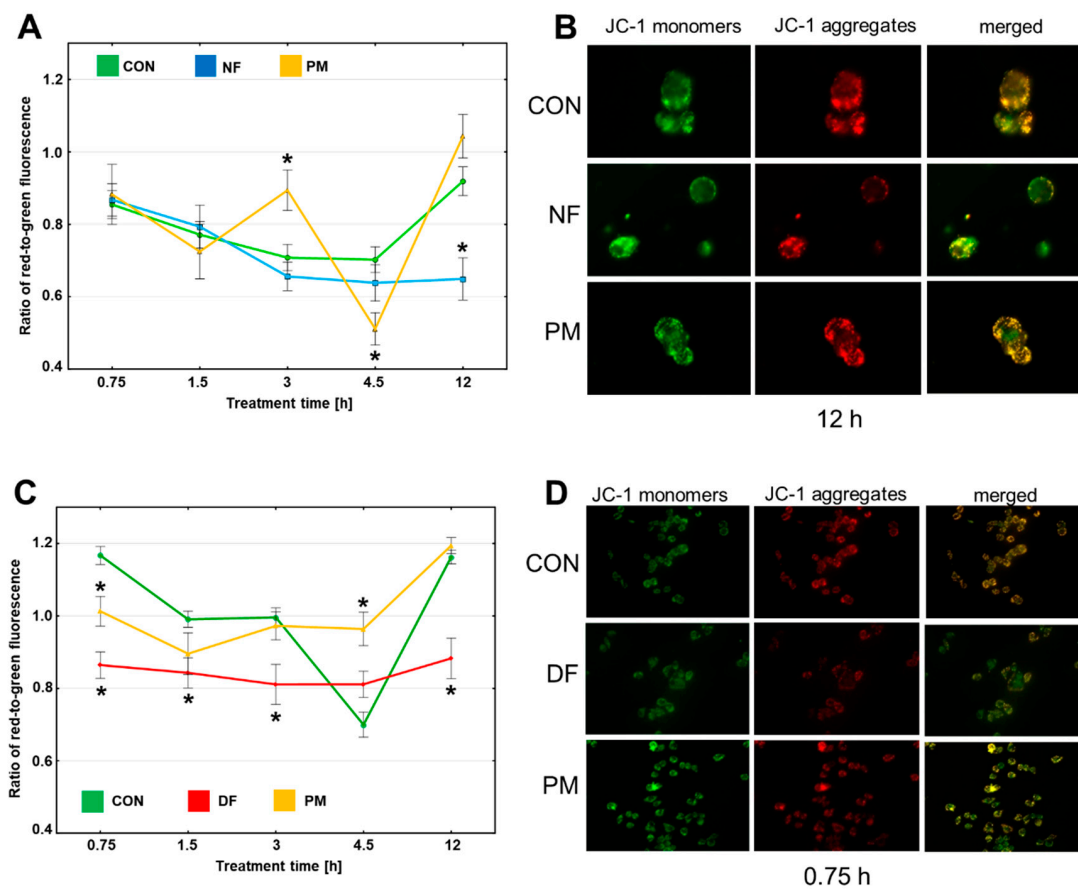 A
CON NF PM
Ratio of red-to-green fluorescence
1.2
1.0
0.8
0.6
0.4
*
*
*
0.75 1.5 3 4.5 12
Treatment time [h]
B
JC-1 monomers JC-1 aggregates merged
CON
NF
PM
12 h
C
Ratio of red-to-green fluorescence
1.2
1.0
0.8
0.6
0.4
*
*
*
*
*
*
CON DF PM
0.75 1.5 3 4.5 12
Treatment time [h]
D
JC-1 monomers JC-1 aggregates merged
CON
DF
PM
0.75 h